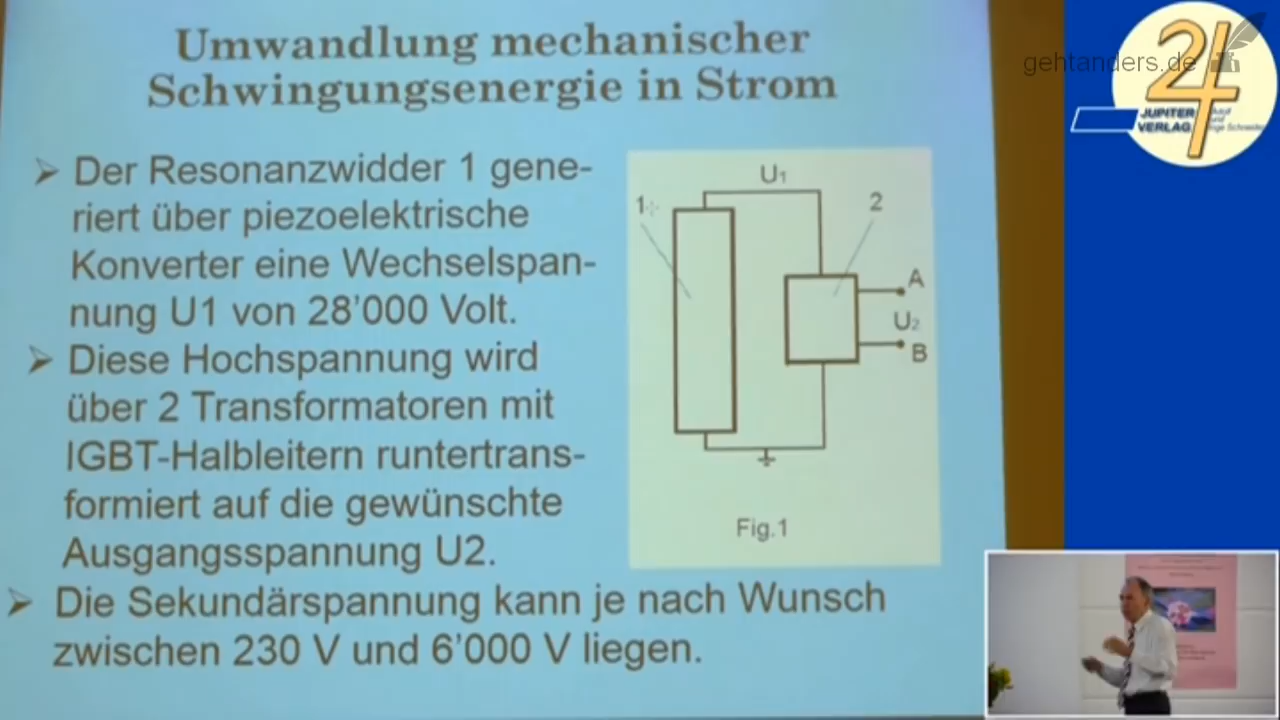 Umwandlung mechanischer
Schwingungsenergie in Strom
Der Resonanzwidder 1 gene-
riert über piezoelektrische
Konverter eine Wechselspan-
nung U1 von 28’000 Volt.
Diese Hochspannung wird
über 2 Transformatoren mit
IGBT-Halbleitern runtertrans-
formiert auf die gewünschte
Ausgangsspannung U2.
Die Sekundärspannung kann je nach Wunsch
zwischen 230 V und 6’000 V liegen.
U1
1
2
A
U2
B
Fig.1
gehtanders.de
JUPITER
VERLAG